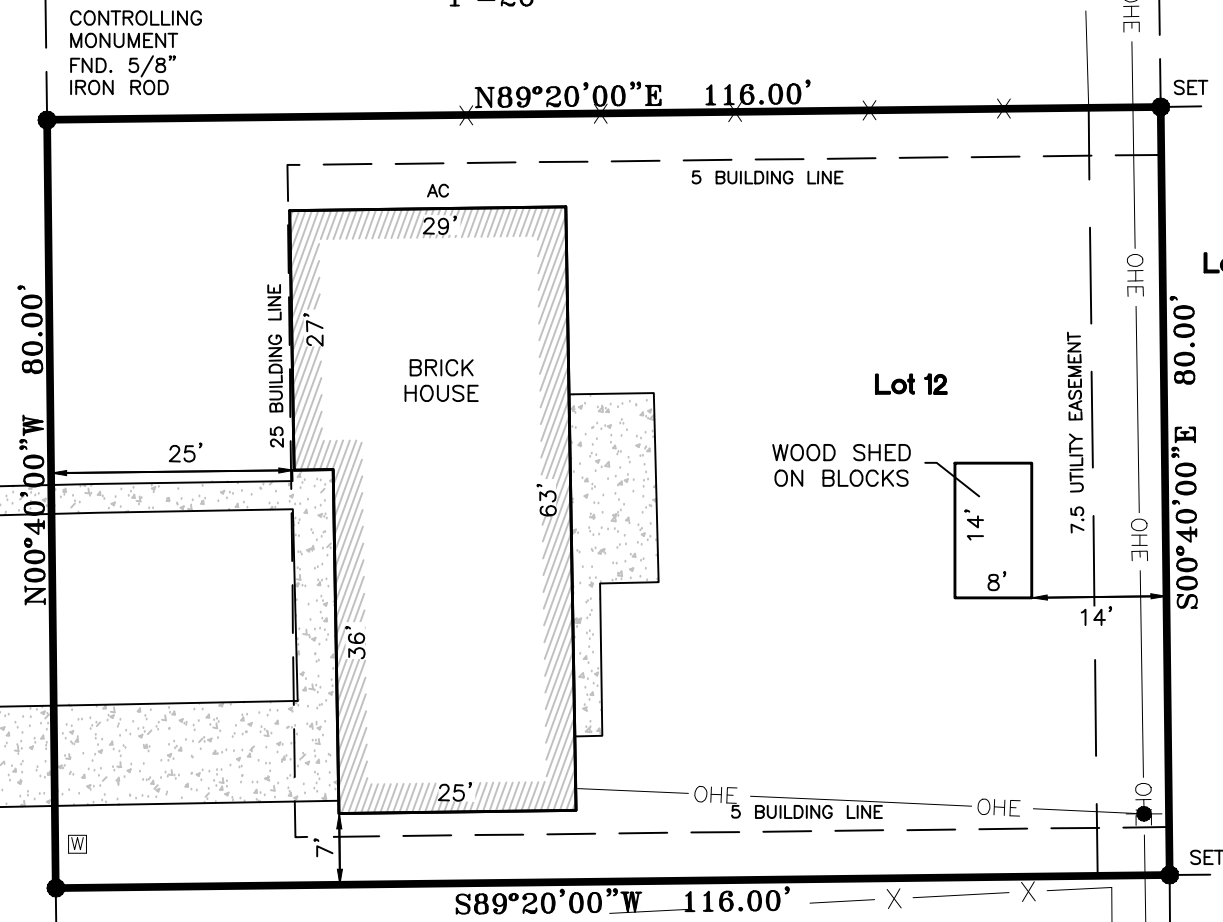 CONTROLLING
MONUMENT
FND. 5/8"
IRON ROD
OHE
SET
N89°20'00"E 116.00'
5 BUILDING LINE
AC
29'
OHE
27'
25 BUILDING LINE
N00°40'00"W 80.00'
BRICK
HOUSE
Lot 12
7.5 UTILITY EASEMENT
S00°40'00"E 80.00'
25'
WOOD SHED
ON BLOCKS
63'
14'
OHE
8'
14'
36'
25'
OHE
OHE
5 BUILDING LINE
W
7'
SET
S89°20'00"W 116.00'